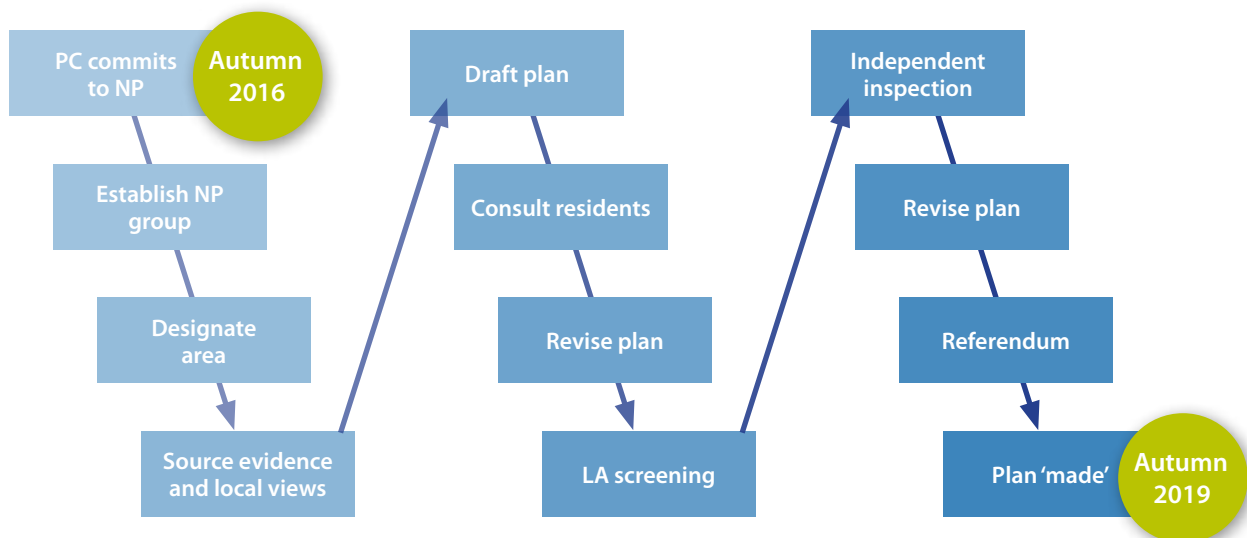 PC commits
to NP
Autumn
2016
Establish NP
group
Designate
area
Source evidence
and local views
Draft plan
Consult residents
Revise plan
LA screening
Independent
inspection
Revise plan
Referendum
Plan ‘made’
Autumn
2019